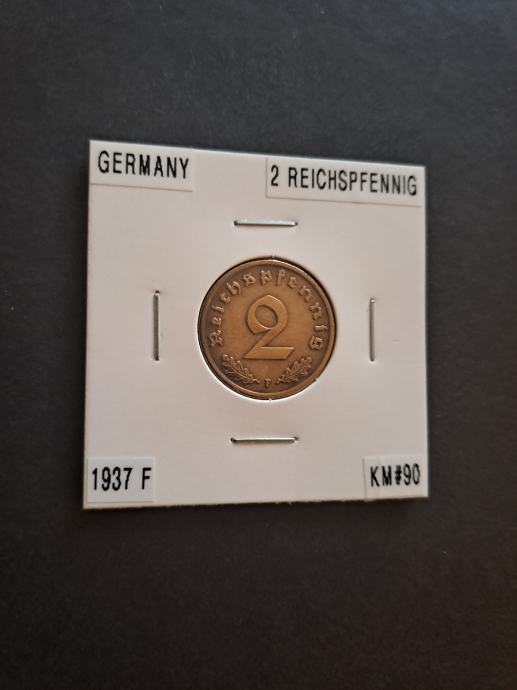 GERMANY
2 REICHSPFENNIG
Reichspfennig
2
F
1937 F
KM#90